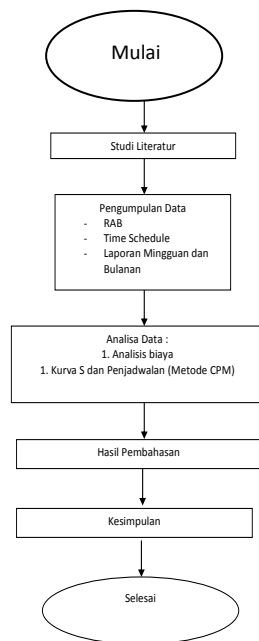 Mulai
Studi Literatur
Pengumpulan Data
- RAB
- Time Schedule
- Laporan Mingguan dan
Bulanan
Analisa Data :
1. Analisis biaya
1. Kurva S dan Penjadwalan (Metode CPM)
Hasil Pembahasan
Kesimpulan
Selesai